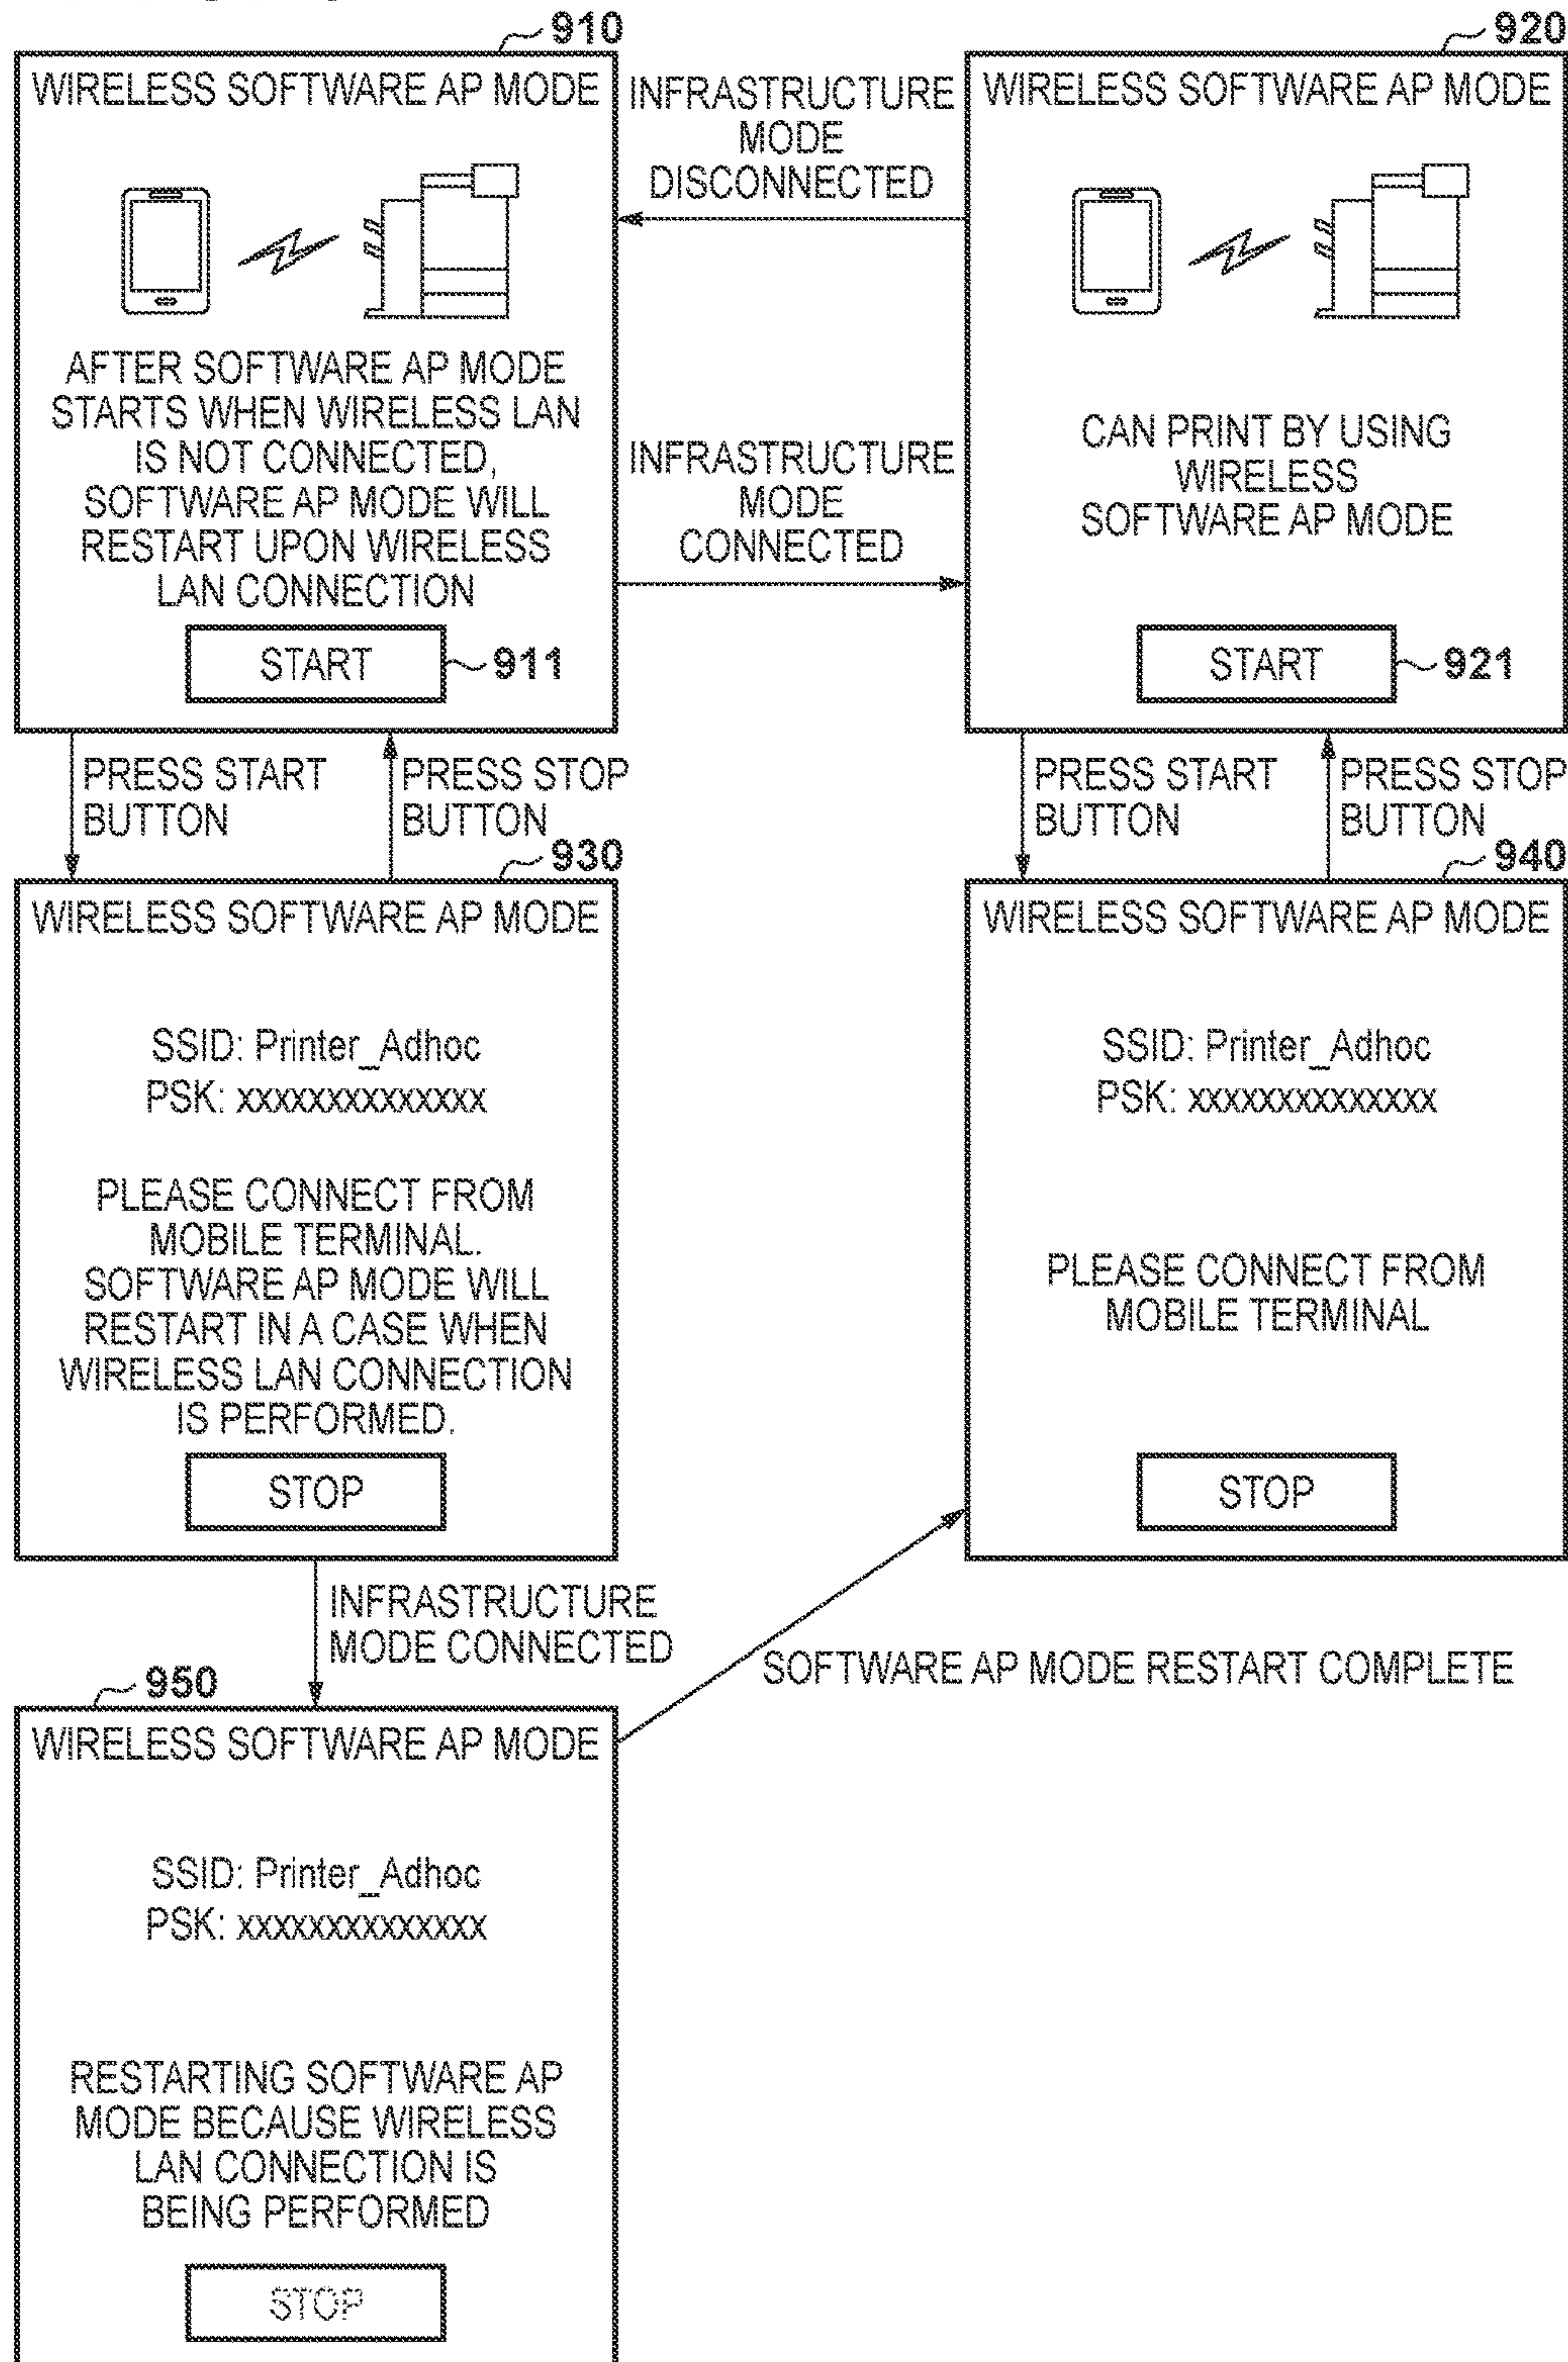 910
WIRELESS SOFTWARE AP MODE
AFTER SOFTWARE AP MODE
STARTS WHEN WIRELESS LAN
IS NOT CONNECTED,
SOFTWARE AP MODE WILL
RESTART UPON WIRELESS
LAN CONNECTION
START
911
INFRASTRUCTURE
MODE
DISCONNECTED
INFRASTRUCTURE
MODE
CONNECTED
920
WIRELESS SOFTWARE AP MODE
CAN PRINT BY USING
WIRELESS
SOFTWARE AP MODE
START
921
PRESS START
BUTTON
PRESS STOP
BUTTON
PRESS START
BUTTON
PRESS STOP
BUTTON
930
WIRELESS SOFTWARE AP MODE
SSID: Printer_Adhoc
PSK: xxxxxxxxxxxxxx
PLEASE CONNECT FROM
MOBILE TERMINAL.
SOFTWARE AP MODE WILL
RESTART IN A CASE WHEN
WIRELESS LAN CONNECTION
IS PERFORMED.
STOP
940
WIRELESS SOFTWARE AP MODE
SSID: Printer_Adhoc
PSK: xxxxxxxxxxxxxx
PLEASE CONNECT FROM
MOBILE TERMINAL
STOP
INFRASTRUCTURE
MODE CONNECTED
SOFTWARE AP MODE RESTART COMPLETE
950
WIRELESS SOFTWARE AP MODE
SSID: Printer_Adhoc
PSK: xxxxxxxxxxxxxx
RESTARTING SOFTWARE AP
MODE BECAUSE WIRELESS
LAN CONNECTION IS
BEING PERFORMED
STOP